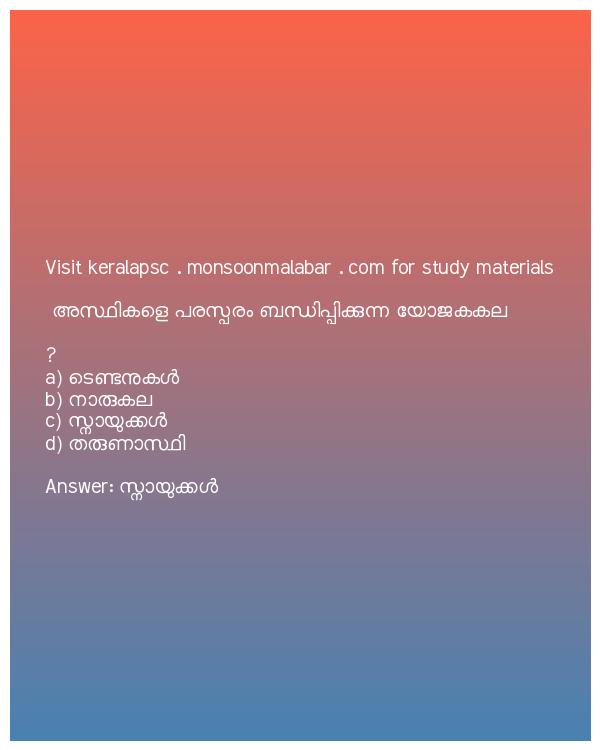 Visit keralapsc . monsoonmalabar . com for study materials
അസ്ഥികളെ പരസ്പരം ബന്ധിപ്പിക്കുന്ന യോജകകല
?
a) ടെണ്ടനുകൾ
b) നാരുകല
c) സ്നായുക്കൾ
d) തരുണാസ്ഥി
Answer: സ്നായുക്കൾ